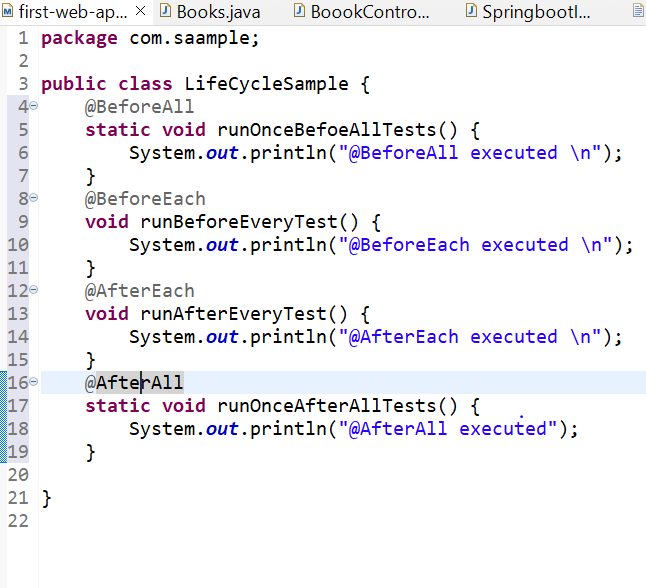 first-web-ap... Books.java BoookContro... SpringbootI...
1 package com.saample;
2
3 public class LifeCycleSample {
4 @BeforeAll
5 static void runOnceBefoeAllTests() {
6 System.out.println("@BeforeAll executed \n");
7 }
8 @BeforeEach
9 void runBeforeEveryTest() {
10 System.out.println("@BeforeEach executed \n");
11 }
12 @AfterEach
13 void runAfterEveryTest() {
14 System.out.println("@AfterEach executed \n");
15 }
16 @AfterAll
17 static void runOnceAfterAllTests() {
18 System.out.println("@AfterAll executed");
19 }
20
21 }
22